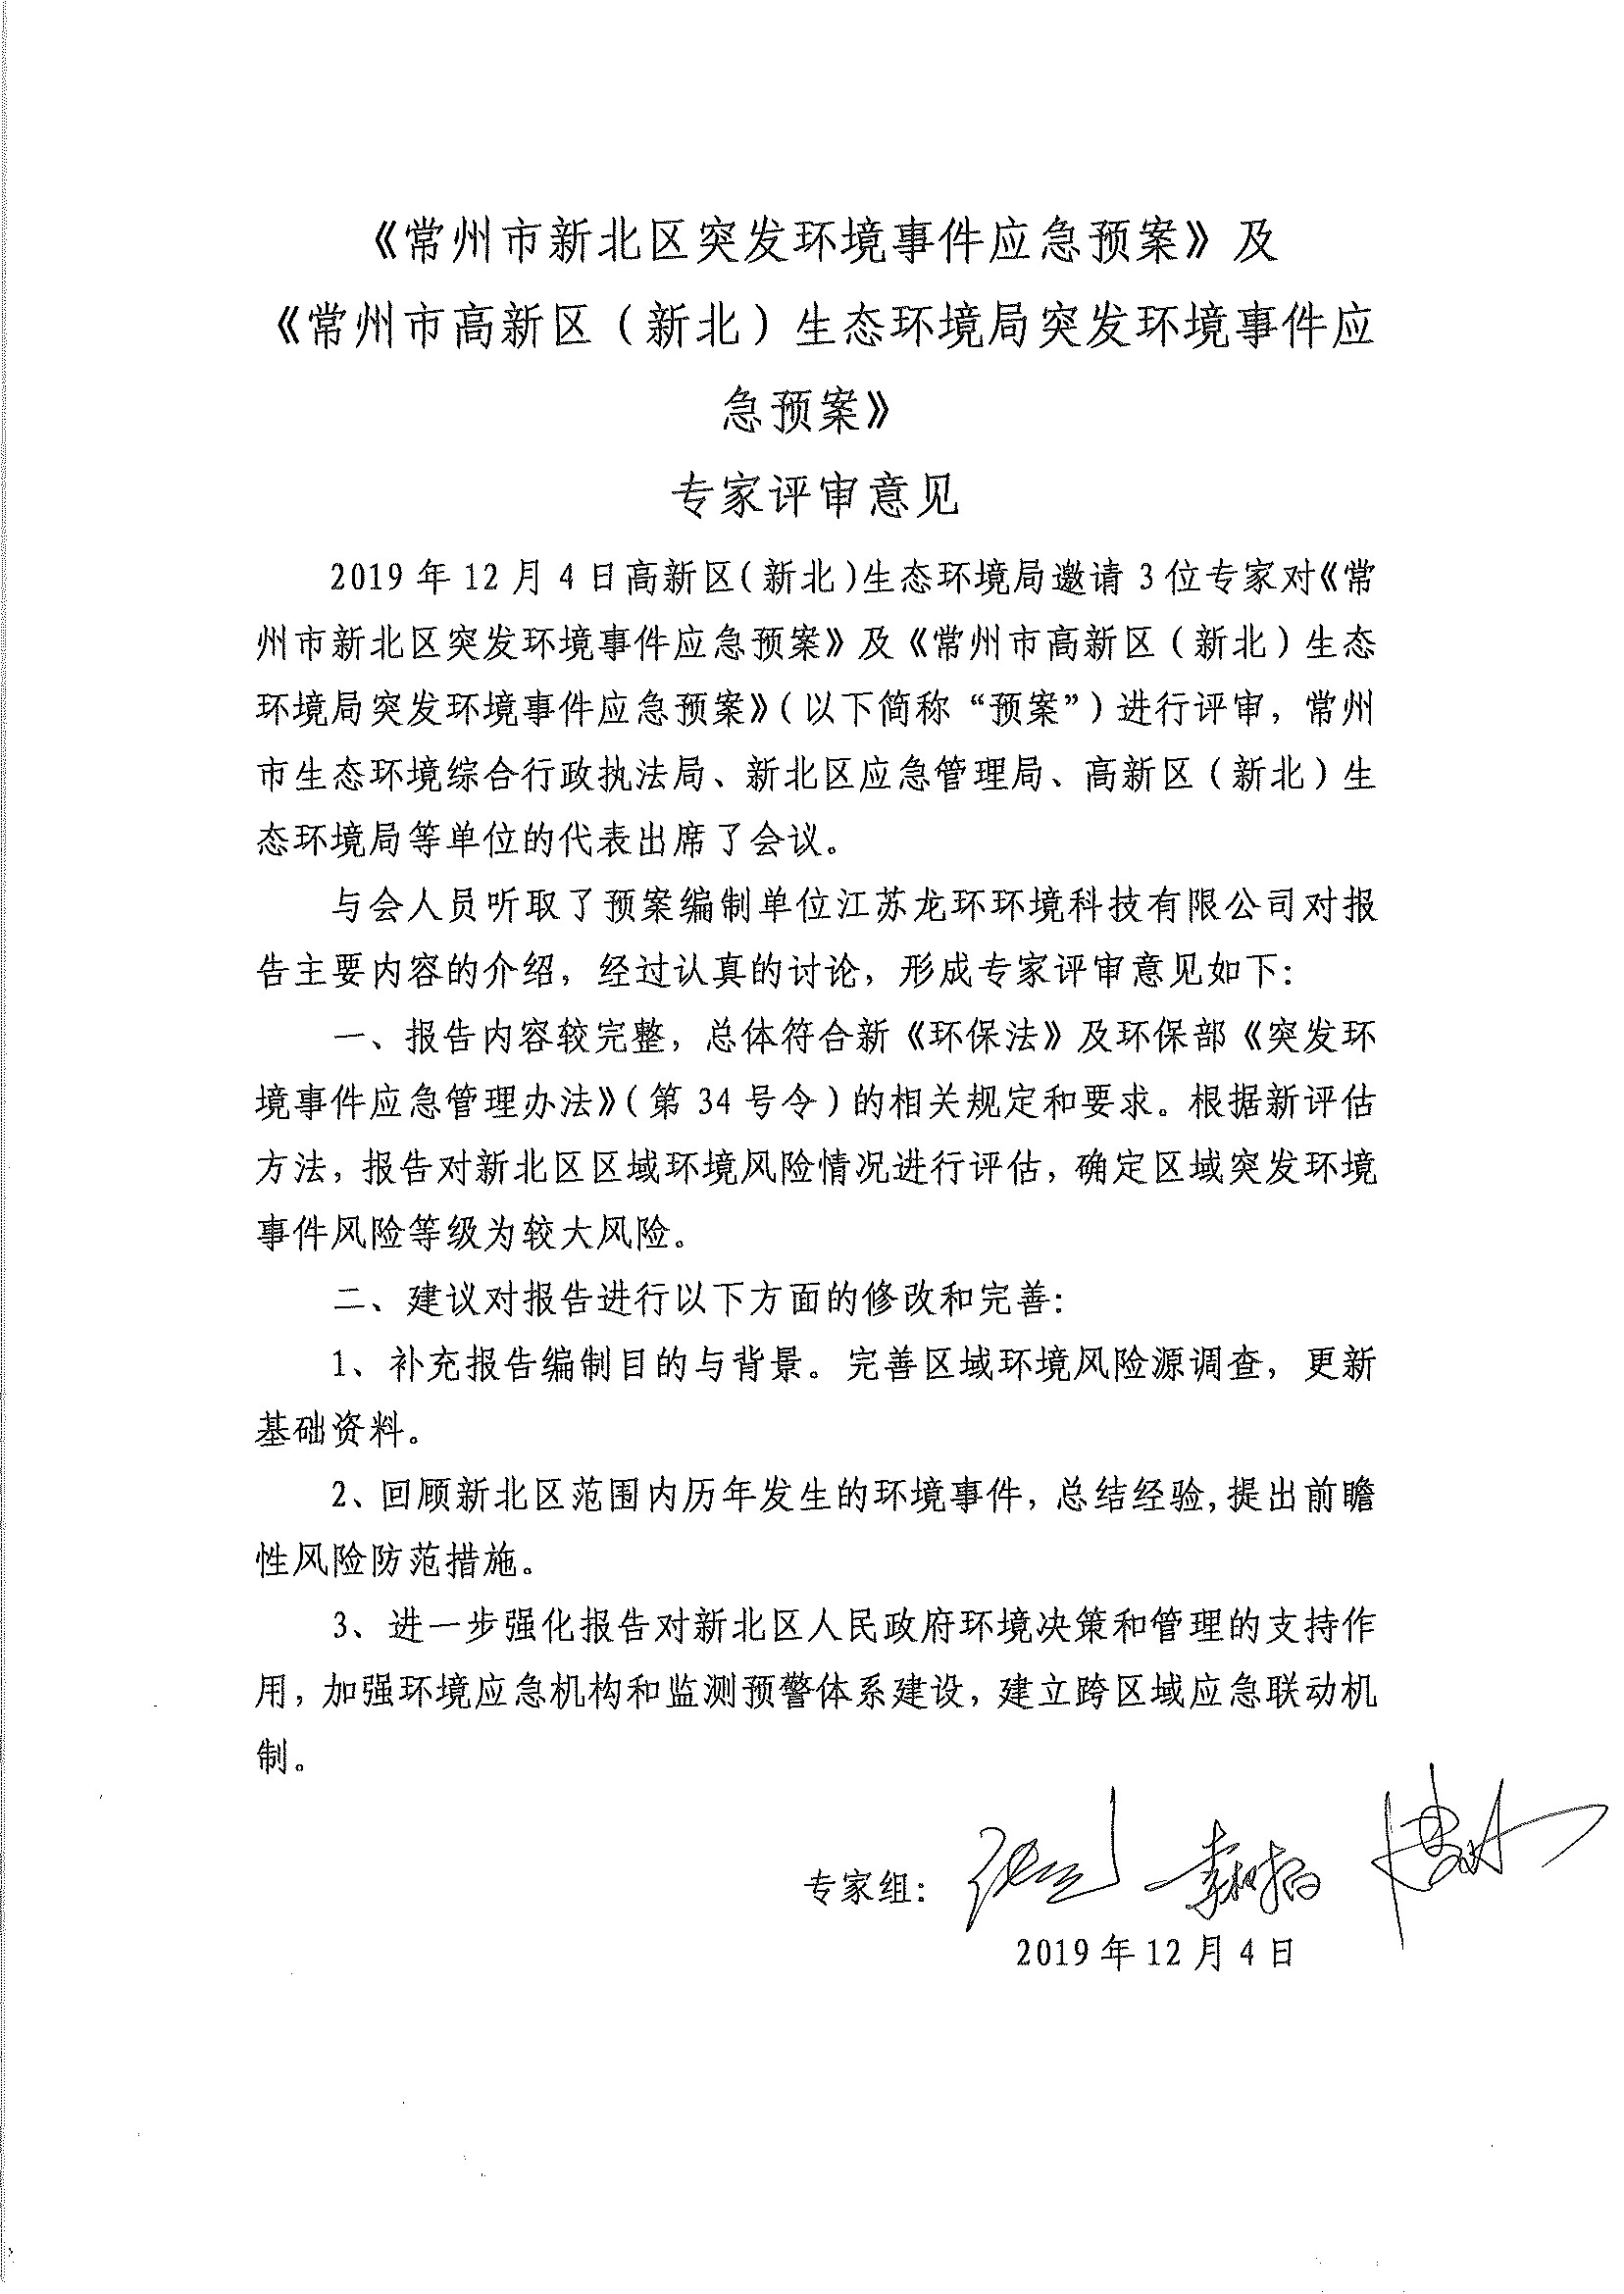 《常州市新北区突发环境事件应急预案》及
《常州市高新区（新北）生态环境局突发环境事件应
急预案》
专家评审意见
2019 年 12 月 4 日高新区（新北）生态环境局邀请 3 位专家对《常
州市新北区突发环境事件应急预案》及《常州市高新区（新北）生态
环境局突发环境事件应急预案》（以下简称“预案”）进行评审，常州
市生态环境综合行政执法局、新北区应急管理局、高新区（新北）生
态环境局等单位的代表出席了会议。
与会人员听取了预案编制单位江苏龙环环境科技有限公司对报
告主要内容的介绍，经过认真的讨论，形成专家评审意见如下：
一、报告内容较完整，总体符合新《环保法》及环保部《突发环
境事件应急管理办法》（第 34 号令）的相关规定和要求。根据新评估
方法，报告对新北区区域环境风险情况进行评估，确定区域突发环境
事件风险等级为较大风险。
二、建议对报告进行以下方面的修改和完善：
1、补充报告编制目的与背景。完善区域环境风险源调查，更新
基础资料。
2、回顾新北区范围内历年发生的环境事件，总结经验，提出前瞻
性风险防范措施。
3、进一步强化报告对新北区人民政府环境决策和管理的支持作
用，加强环境应急机构和监测预警体系建设，建立跨区域应急联动机
制。
专家组：
2019 年 12 月 4 日